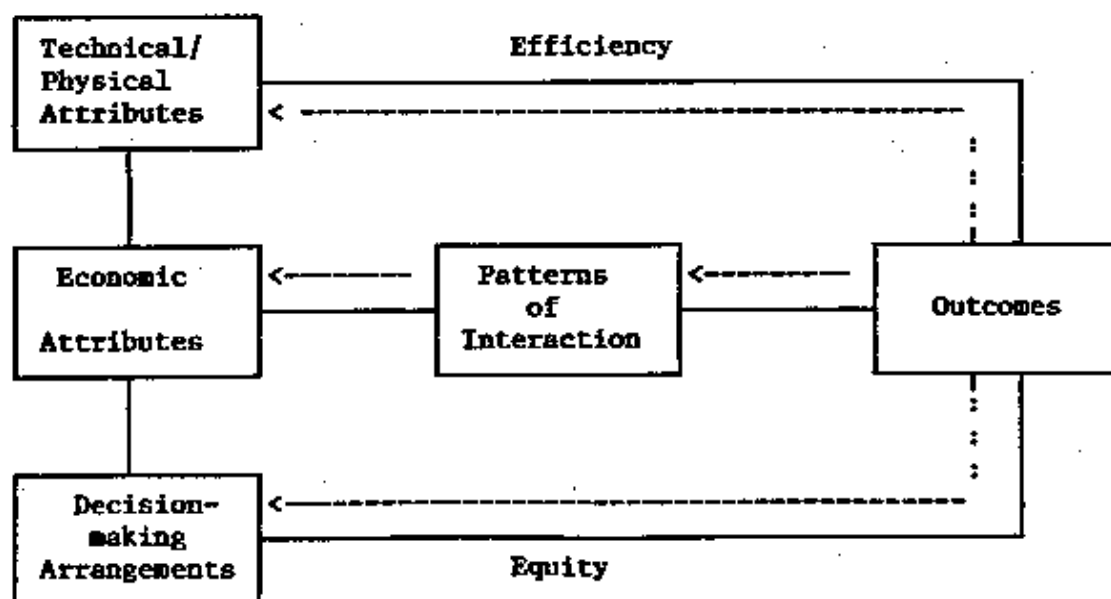 Technical/
Physical
Attributes
Efficiency
Economic
Attributes
Patterns
of
Interaction
Outcomes
Decision-
making
Arrangements
Equity